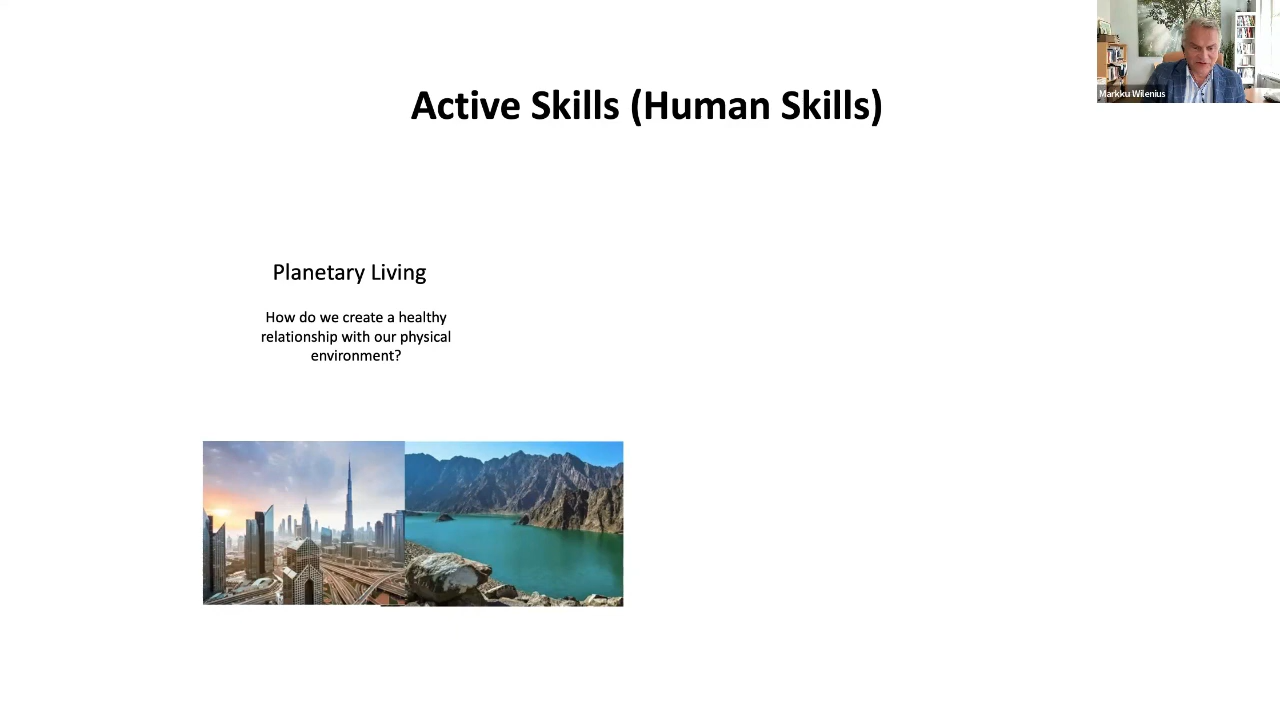 Active Skills (Human Skills)
Markku Wilenius
Planetary Living
How do we create a healthy
relationship with our physical
environment?